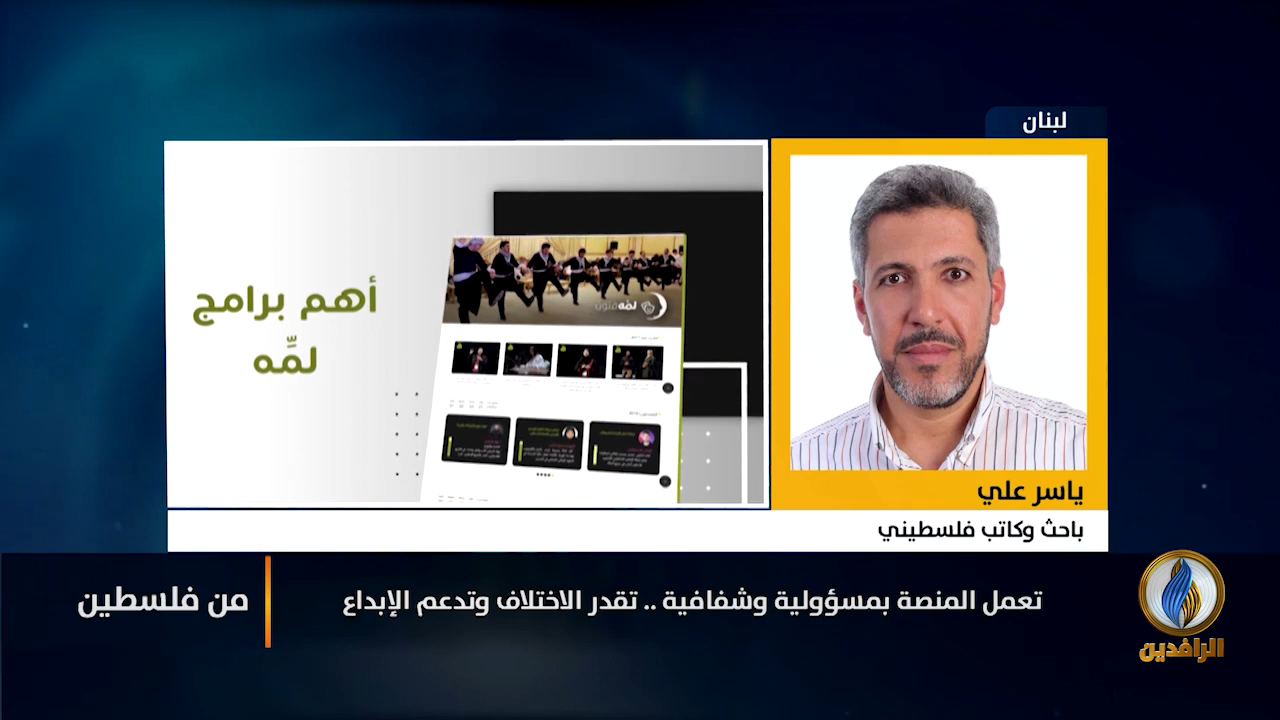 لبنان
أهم برامج
لمِّه
لمّه فنون
ياسر علي
باحث وكاتب فلسطيني
تعمل المنصة بمسؤولية وشفافية .. تقدر الاختلاف وتدعم الإبداع
من فلسطين
الرافدين